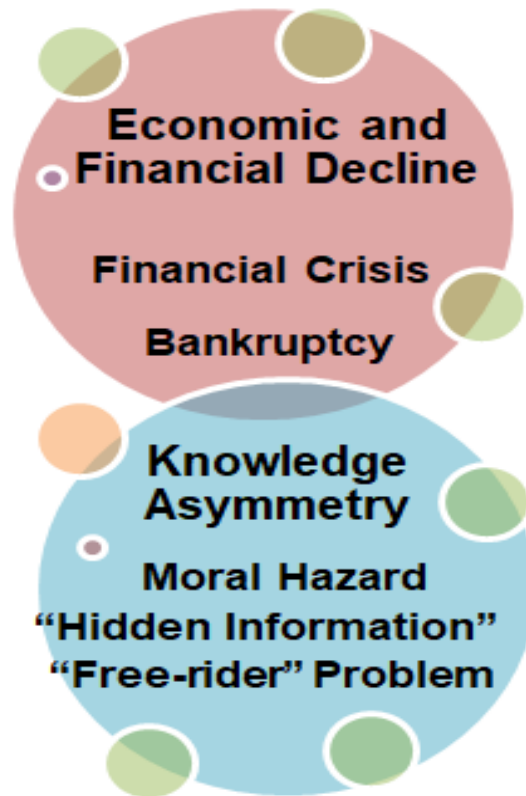 Economic and
Financial Decline
Financial Crisis
Bankruptcy
Knowledge
Asymmetry
Moral Hazard
“Hidden Information”
“Free-rider” Problem